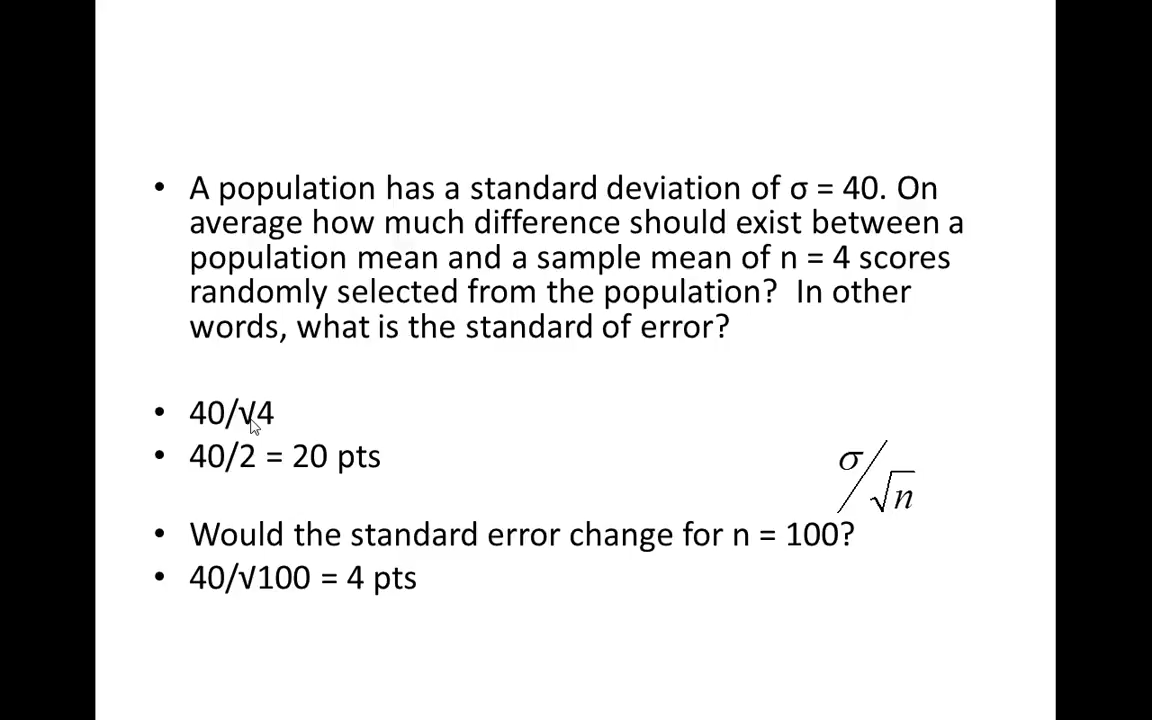 • A population has a standard deviation of σ = 40. On
average how much difference should exist between a
population mean and a sample mean of n = 4 scores
randomly selected from the population?  In other
words, what is the standard of error?
• 40/√4
• 40/2 = 20 pts
σ/√n
• Would the standard error change for n = 100?
• 40/√100 = 4 pts